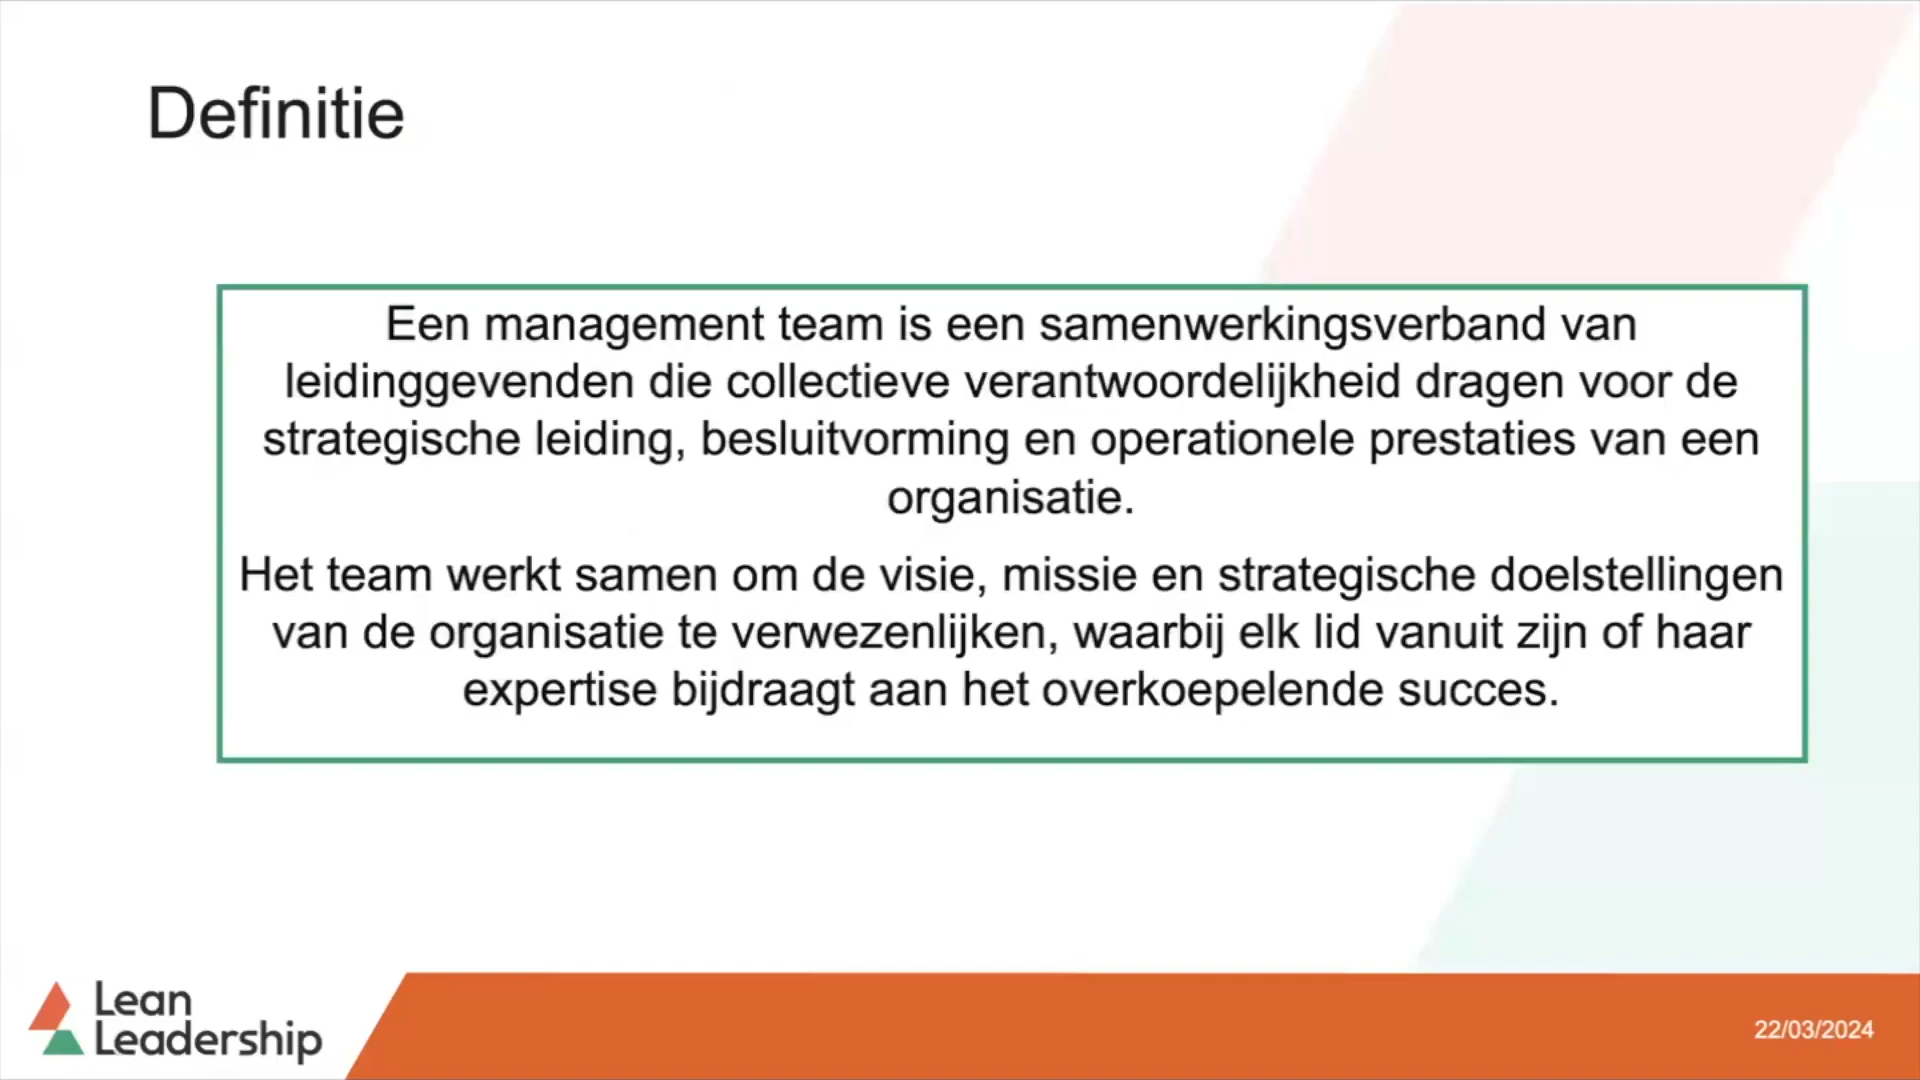 Definitie
Een management team is een samenwerkingsverband van
leidinggevenden die collectieve verantwoordelijkheid dragen voor de
strategische leiding, besluitvorming en operationele prestaties van een
organisatie.
Het team werkt samen om de visie, missie en strategische doelstellingen
van de organisatie te verwezenlijken, waarbij elk lid vanuit zijn of haar
expertise bijdraagt aan het overkoepelende succes.
Lean
Leadership
22/03/2024